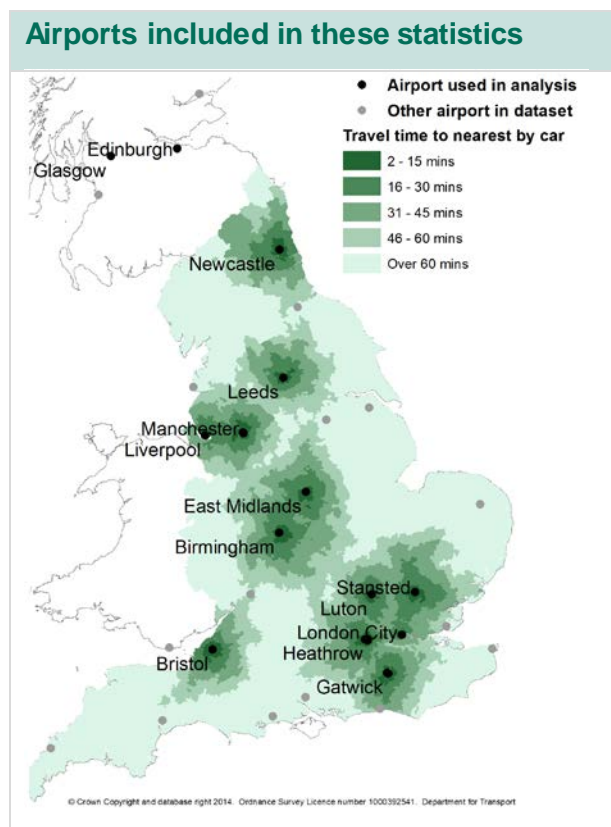 Airports included in these statistics
Airport used in analysis
Other airport in dataset
Travel time to nearest by car
2 - 15 mins
16 - 30 mins
31 - 45 mins
46 - 60 mins
Over 60 mins
Edinburgh
Glasgow
Newcastle
Leeds
Manchester
Liverpool
East Midlands
Birmingham
Stansted
Luton
London City
Heathrow
Bristol
Gatwick
© Crown Copyright and database right 2014. Ordnance Survey Licence number 1000392541. Department for Transport